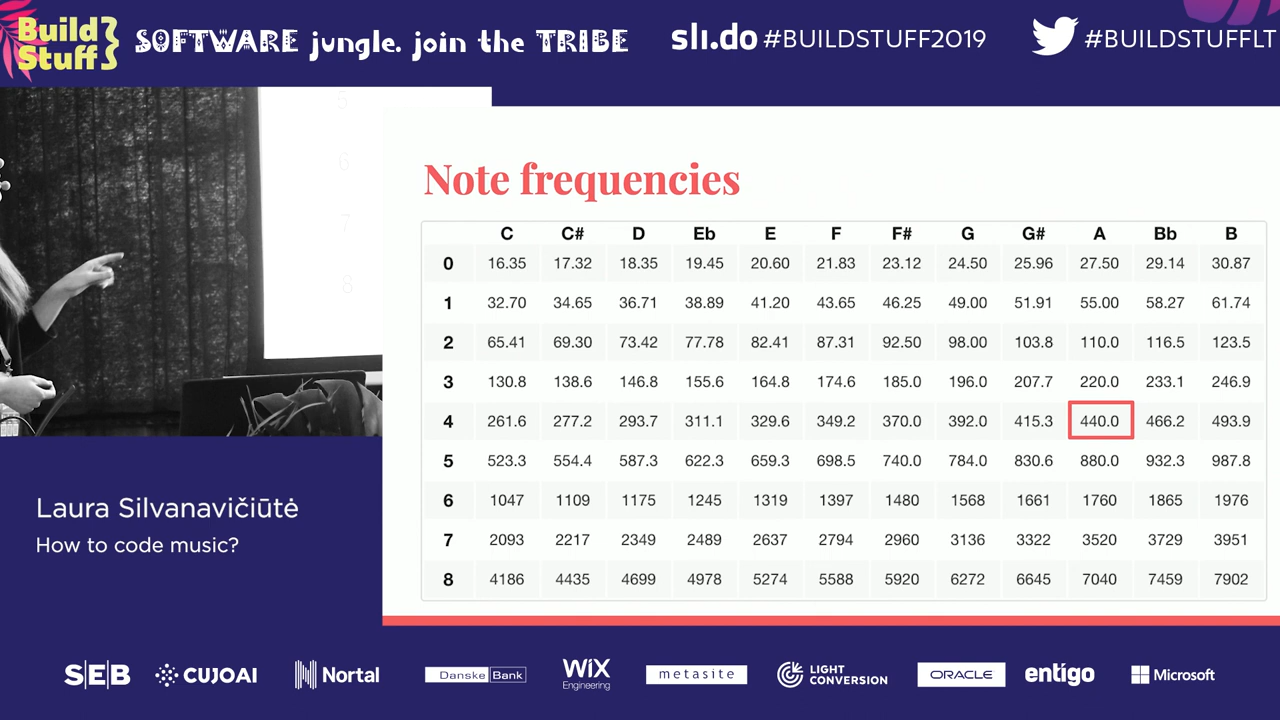 Build
Stuff}
SOFTWARE jungle. join the TRIBE
sli.do #BUILDSTUFF2019
#BUILDSTUFFLT
5
6
7
8
Note frequencies
C C# D Eb E F F# G G# A Bb B
0 16.35 17.32 18.35 19.45 20.60 21.83 23.12 24.50 25.96 27.50 29.14 30.87
1 32.70 34.65 36.71 38.89 41.20 43.65 46.25 49.00 51.91 55.00 58.27 61.74
2 65.41 69.30 73.42 77.78 82.41 87.31 92.50 98.00 103.8 110.0 116.5 123.5
3 130.8 138.6 146.8 155.6 164.8 174.6 185.0 196.0 207.7 220.0 233.1 246.9
4 261.6 277.2 293.7 311.1 329.6 349.2 370.0 392.0 415.3 440.0 466.2 493.9
5 523.3 554.4 587.3 622.3 659.3 698.5 740.0 784.0 830.6 880.0 932.3 987.8
6 1047 1109 1175 1245 1319 1397 1480 1568 1661 1760 1865 1976
7 2093 2217 2349 2489 2637 2794 2960 3136 3322 3520 3729 3951
8 4186 4435 4699 4978 5274 5588 5920 6272 6645 7040 7459 7902
Laura Silvanavičiūtė
How to code music?
SEB
CUJOAI
Nortal
Danske Bank
WiX
Engineering
metasite
LIGHT
CONVERSION
ORACLE
entigo
Microsoft